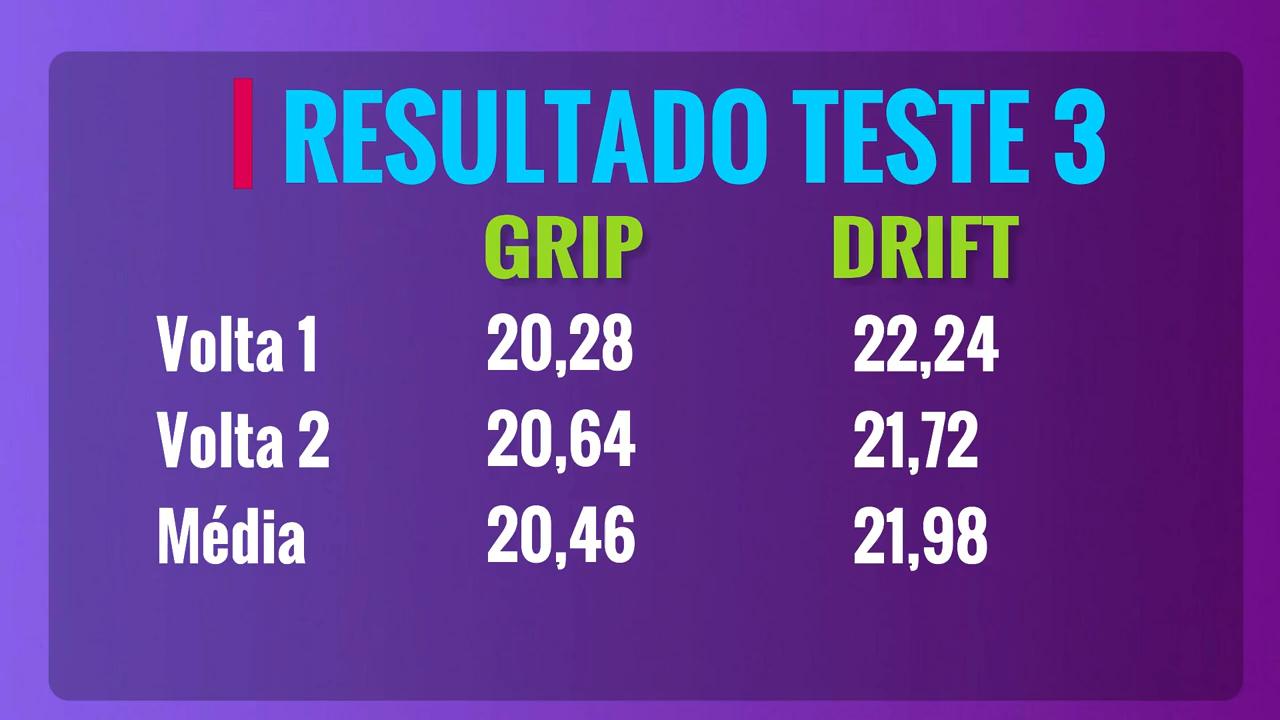 RESULTADO TESTE 3
GRIP DRIFT
Volta 1 20,28 22,24
Volta 2 20,64 21,72
Média 20,46 21,98